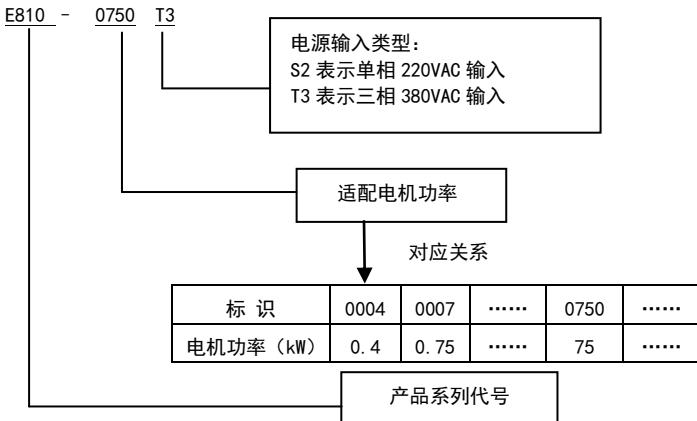 E810 - 0750 T3
电源输入类型:
S2 表示单相 220VAC 输入
T3 表示三相 380VAC 输入
适配电机功率
对应关系
标 识 0004 0007 …… 0750 ……
电机功率（kW） 0.4 0.75 …… 75 ……
产品系列代号